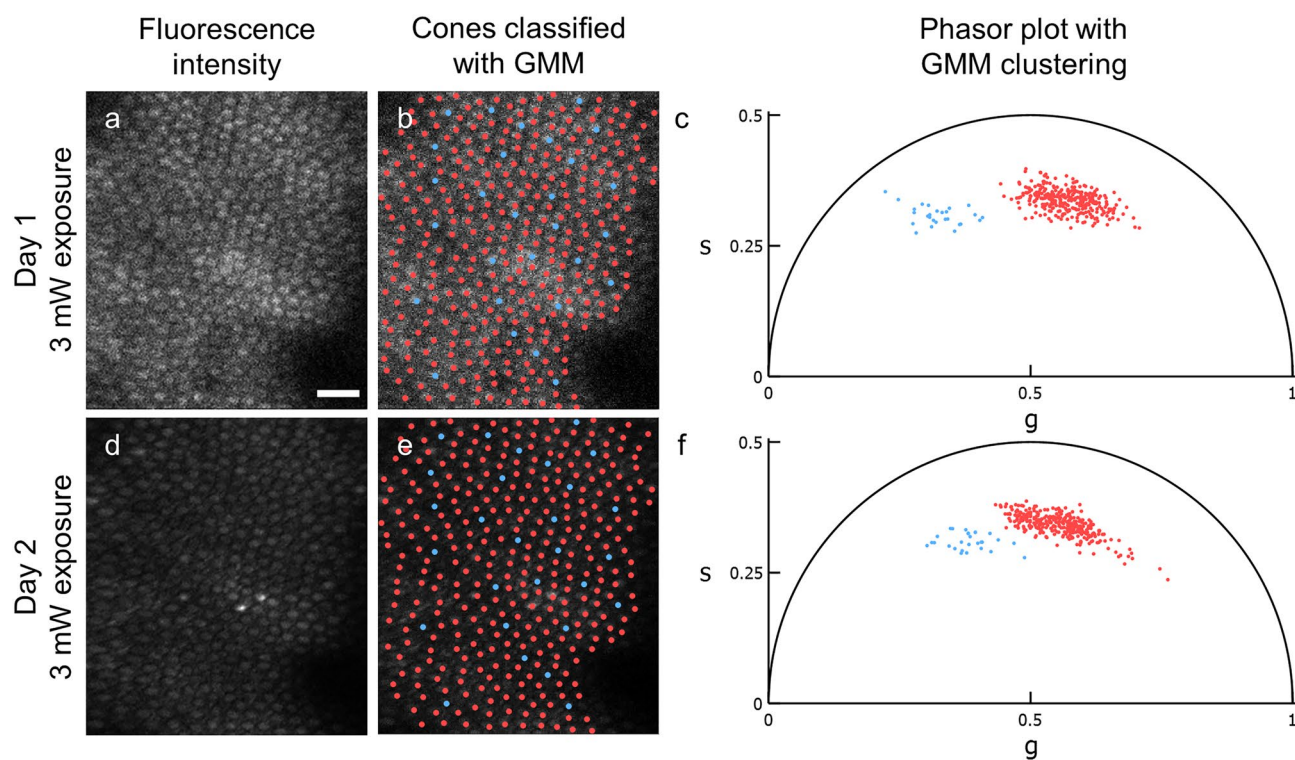 Fluorescence
intensity
Cones classified
with GMM
Phasor plot with
GMM clustering
Day 1
3 mW exposure
a
b
c
0.5
s
0.25
0
0.5
1
g
Day 2
3 mW exposure
d
e
f
0.5
s
0.25
0
0
0.5
1
g